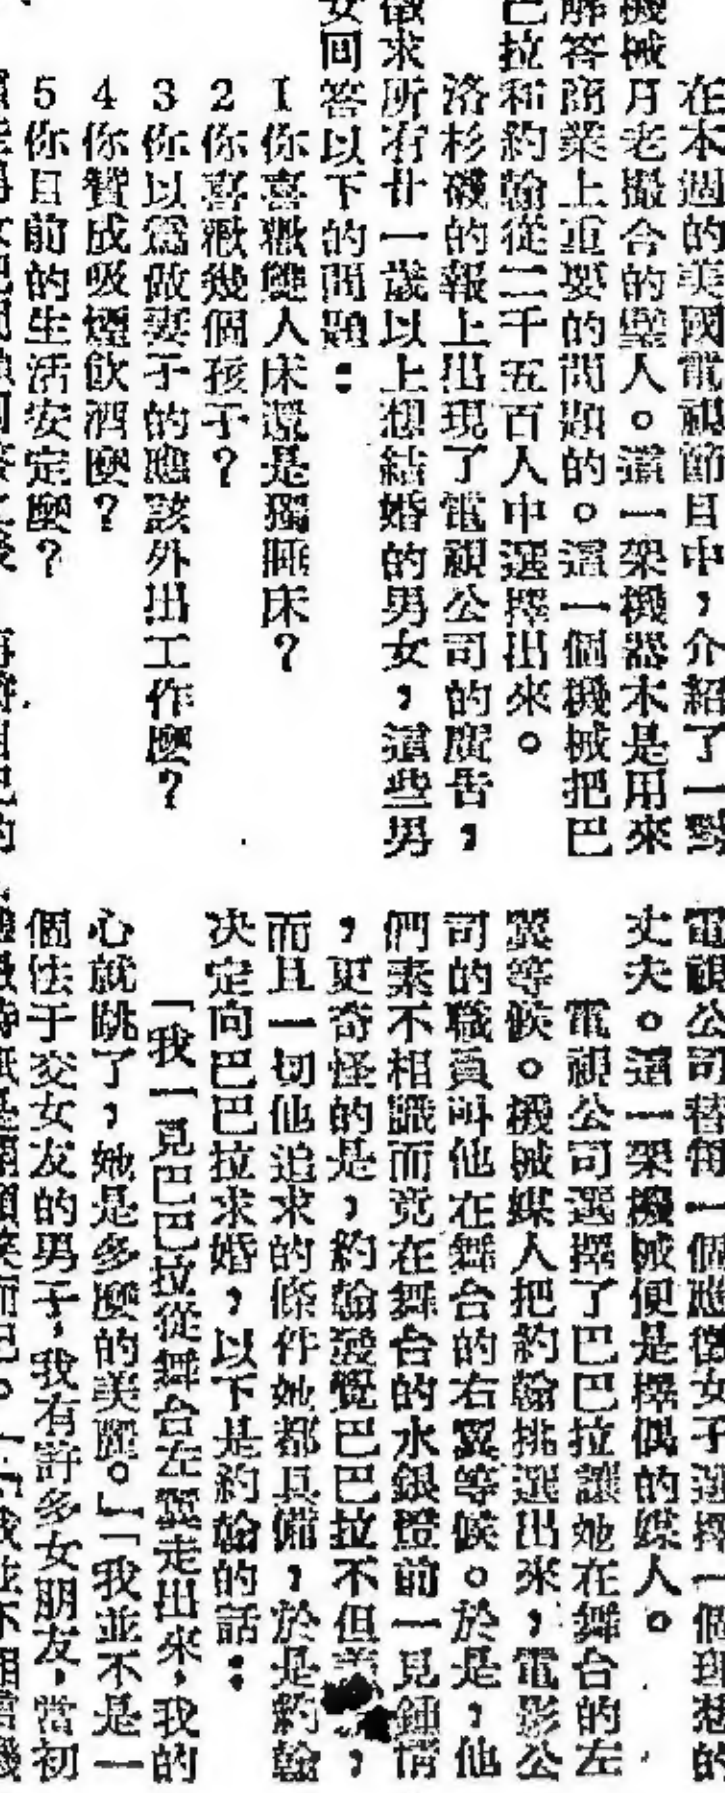 在本週的美國電視節目中，介紹了一對
機械月老撮合的璧人。這一架機器本是用來
解答商業上重要的問題的。這一個機械把巴
巴拉和約翰從二千五百人中選擇出來。
洛杉磯的報上出現了電視公司的廣告，
徵求所有廿一歲以上想結婚的男女，這些男
女回答以下的問題：
1你喜歡雙人床還是獨睡床？
2你喜歡幾個孩子？
3你以為做妻子的應該外出工作麼？
4你贊成吸煙飲酒麼？
5你目前的生活安定麼？
電視公司替每一個應徵女子選擇一個理想的
丈夫。這一架機械便是擇偶的媒人。
電視公司選擇了巴巴拉讓她在舞台的左
翼等候。機械媒人把約翰挑選出來，電影公
司的職員叫他在舞台的右翼等候。於是，他
們素不相識而竟在舞台的水銀燈前一見鍾情
，更奇怪的是，約翰發覺巴巴拉不但，
而且一切他追求的條件她都具備，於是約翰
決定向巴巴拉求婚，以下是約翰的話：
「我一見巴巴拉從舞台左翼走出來，我的
心就跳了，她是多麼的美麗。」「我並不是一
個怯于交女友的男子，我有許多女朋友，當初